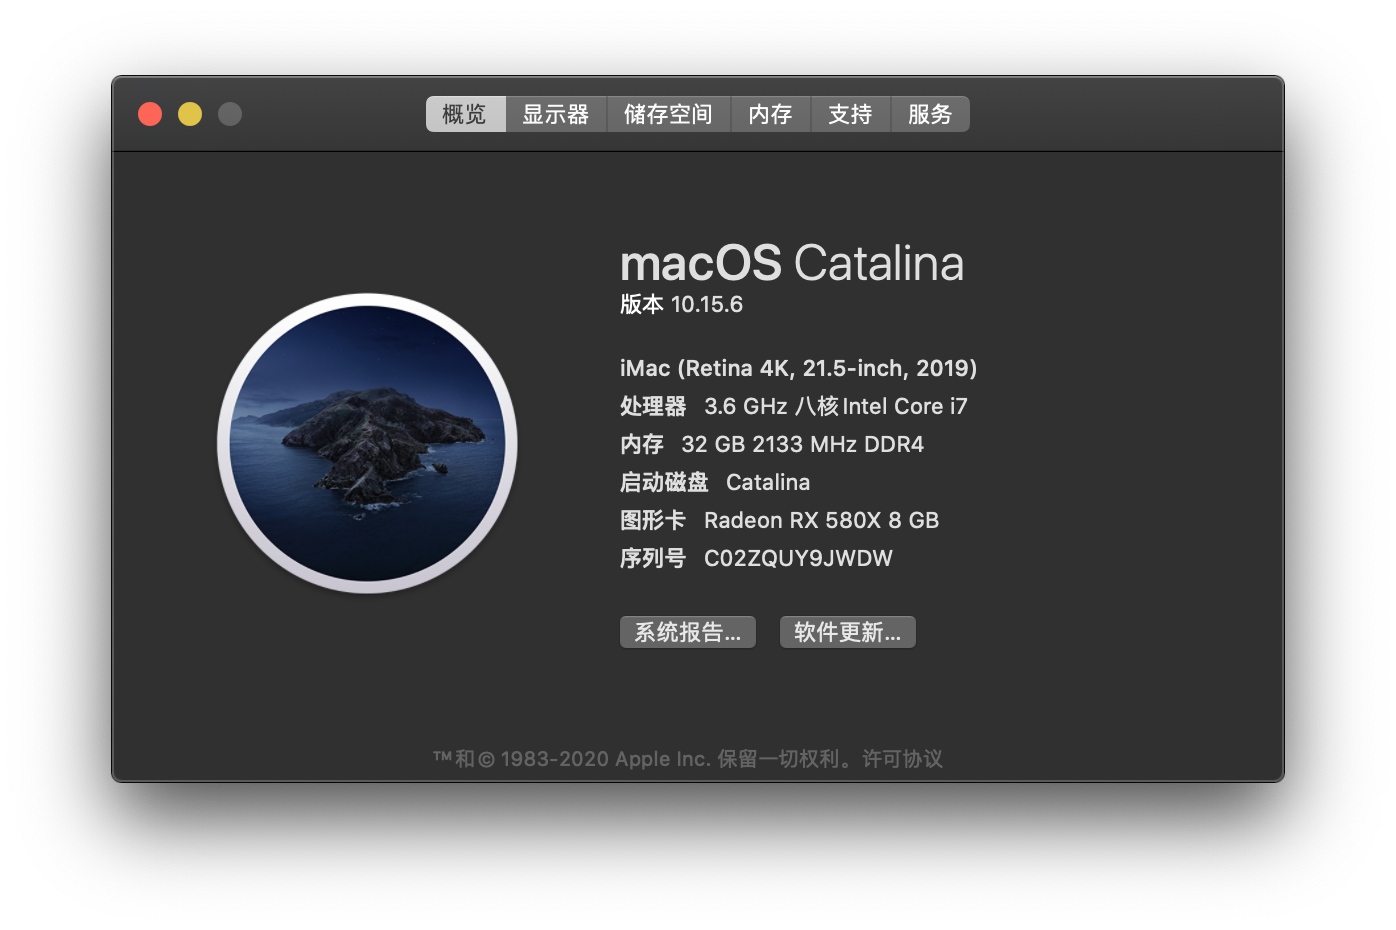 概览 显示器 储存空间 内存 支持 服务
macOS Catalina
版本 10.15.6
iMac (Retina 4K, 21.5-inch, 2019)
处理器 3.6 GHz 八核Intel Core i7
内存 32 GB 2133 MHz DDR4
启动磁盘 Catalina
图形卡 Radeon RX 580X 8 GB
序列号 C02ZQUY9JWDW
系统报告... 软件更新...
™和© 1983-2020 Apple Inc. 保留一切权利。许可协议